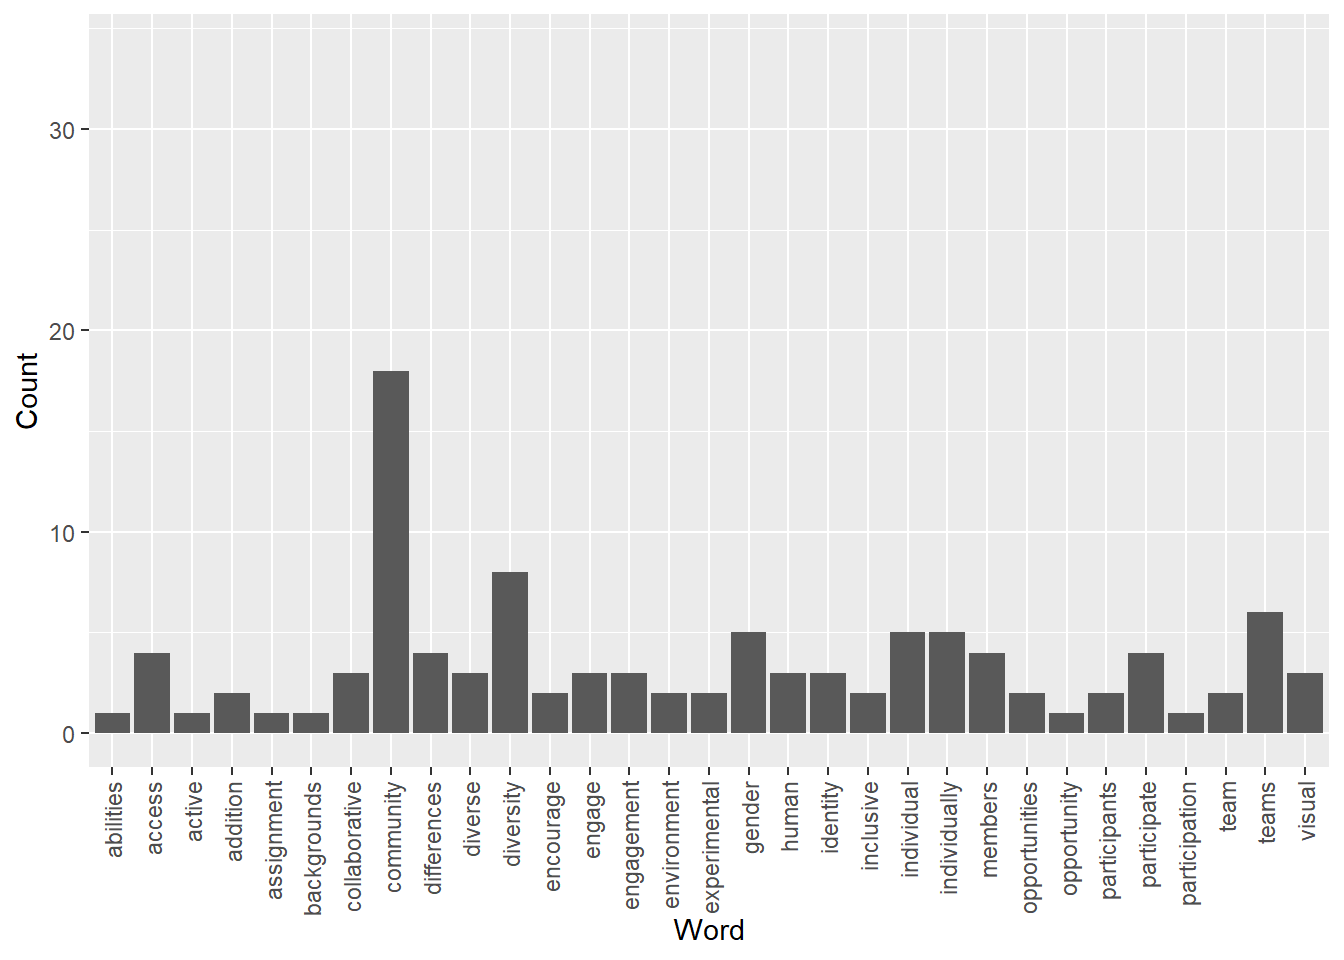 30
20
10
0
Count
abilities
access
active
addition
assignment
backgrounds
collaborative
community
differences
diverse
diversity
encourage
engage
engagement
environment
experimental
gender
human
identity
inclusive
individual
individually
members
opportunities
opportunity
participants
participate
participation
team
teams
visual
Word